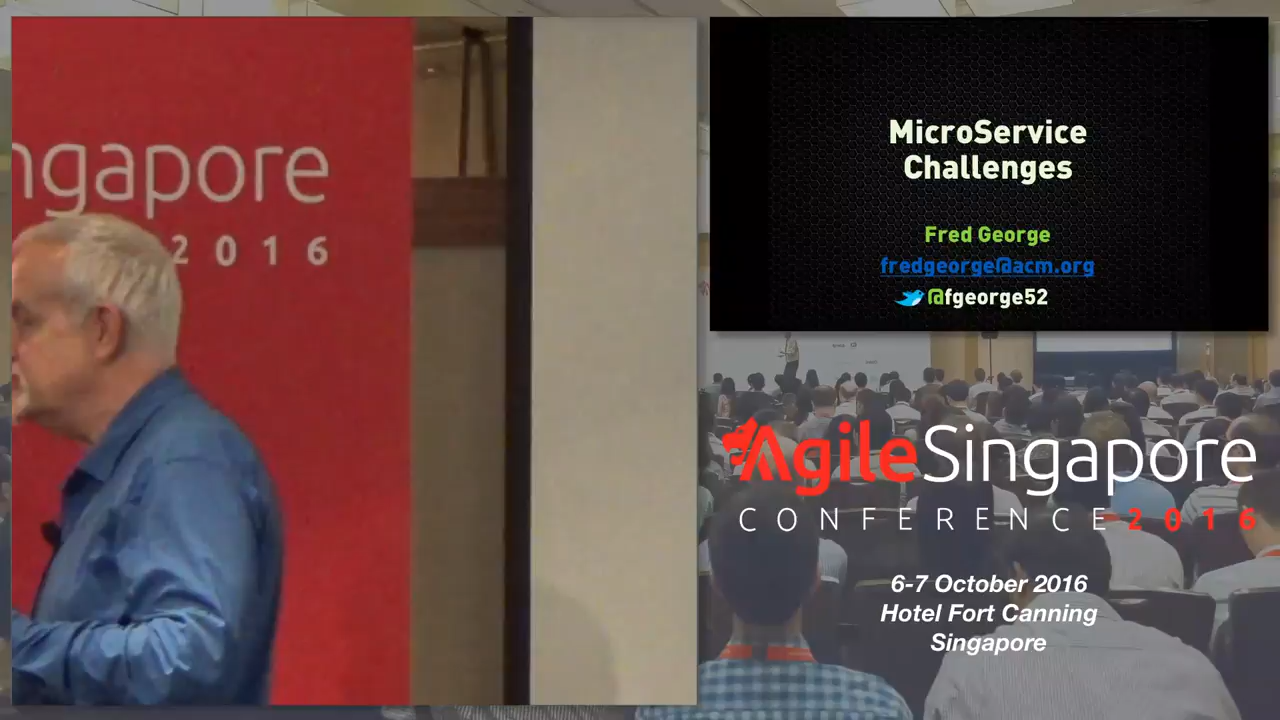 ngapore
2016
MicroService
Challenges
Fred George
fredgeorge@acm.org
@fgeorge52
AgileSingapore
CONFERENCE 2016
6-7 October 2016
Hotel Fort Canning
Singapore